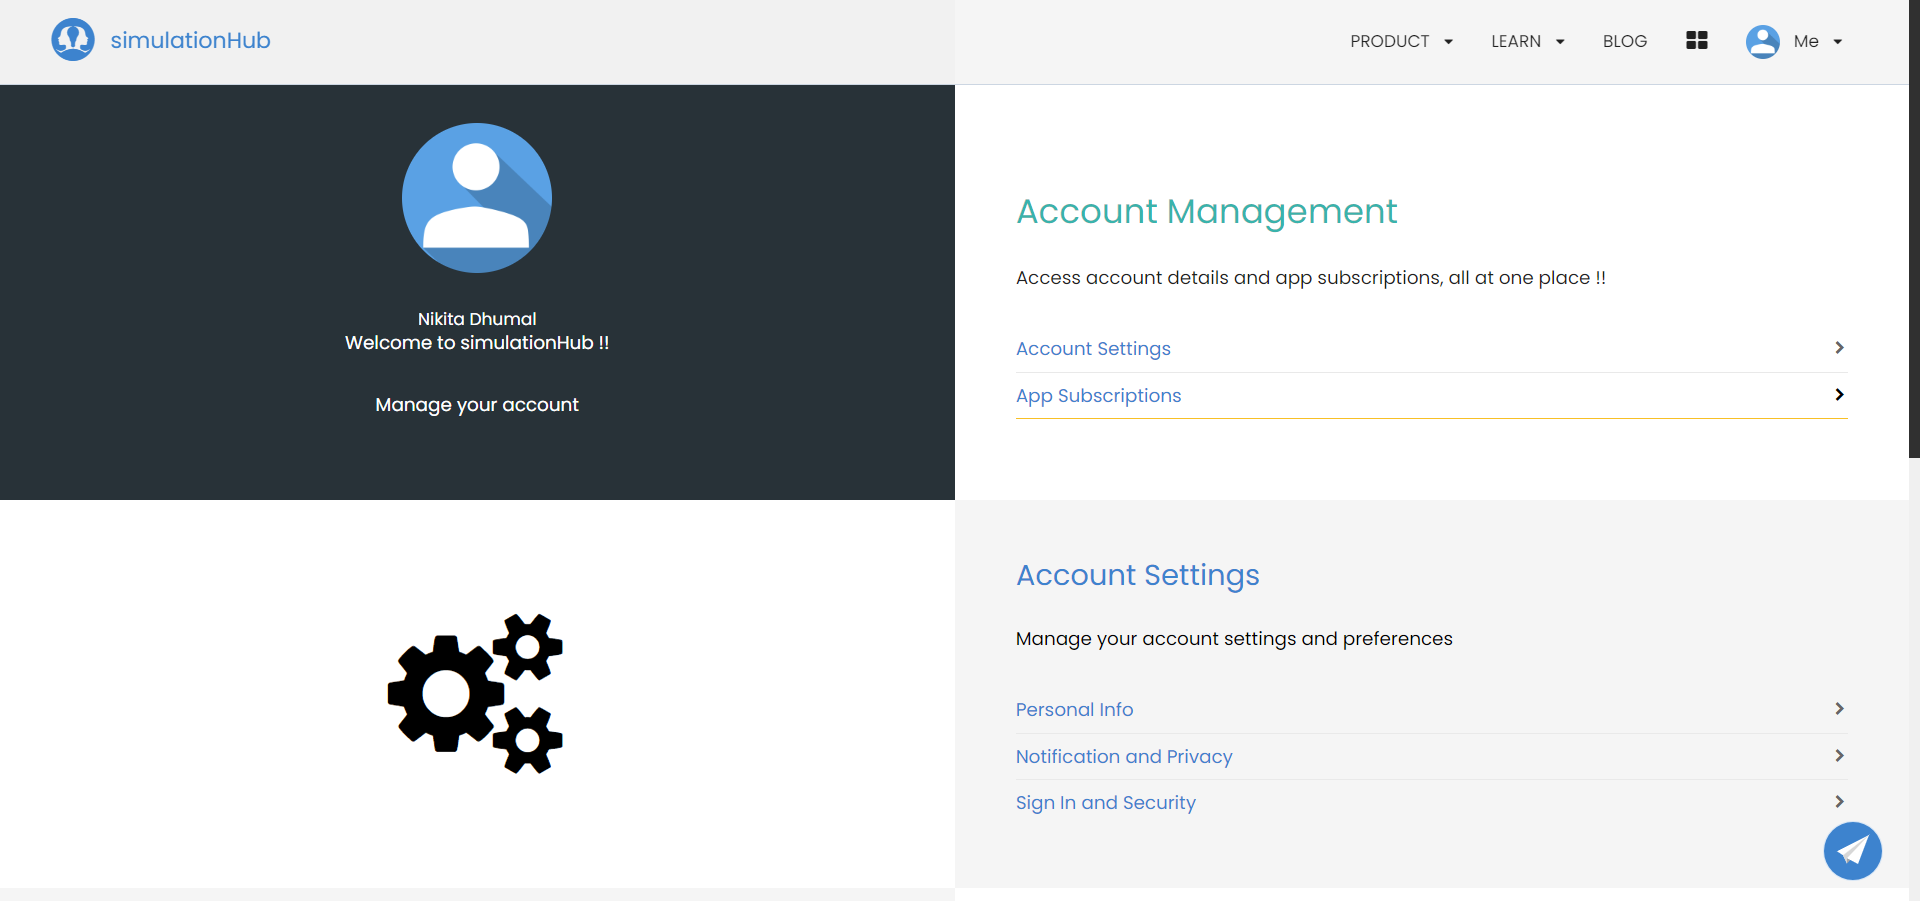 simulationHub
PRODUCT
LEARN
BLOG
Me
Nikita Dhumal
Welcome to simulationHub !!
Manage your account
Account Management
Access account details and app subscriptions, all at one place !!
Account Settings
App Subscriptions
Account Settings
Manage your account settings and preferences
Personal Info
Notification and Privacy
Sign In and Security